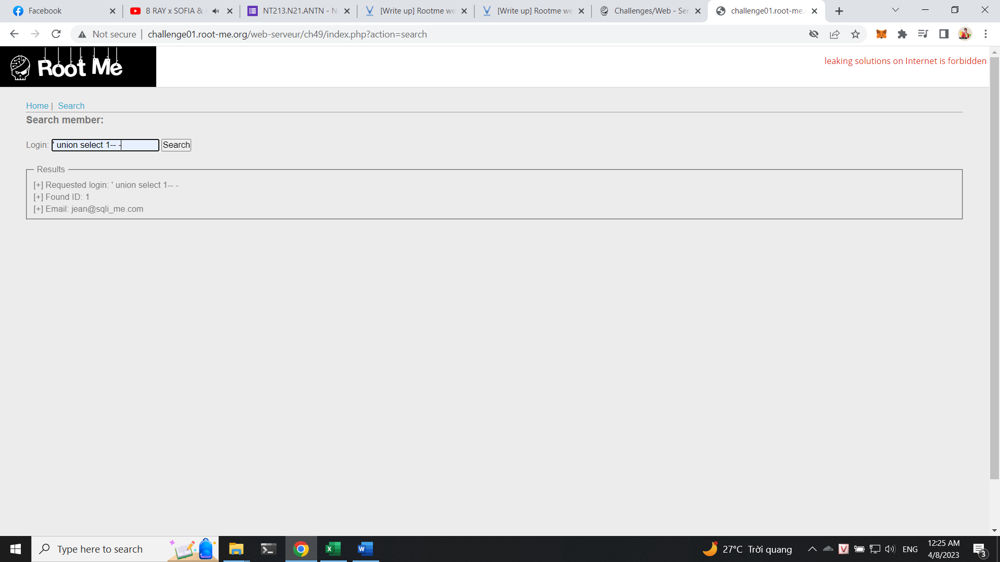 Facebook
B RAY x SOFIA &
NT213.N21.ANTN - N
[Write up] Rootme we
[Write up] Rootme we
Challenges/Web - Ser
challenge01.root-me.
Not secure
challenge01.root-me.org/web-serveur/ch49/index.php?action=search
Root Me
leaking solutions on Internet is forbidden
Home | Search
Search member:
Login: ' union select 1-- - Search
Results
[+] Requested login: ' union select 1-- -
[+] Found ID: 1
[+] Email: jean@sqli_me.com
Type here to search
27°C Trời quang
ENG
12:25 AM
4/8/2023
3